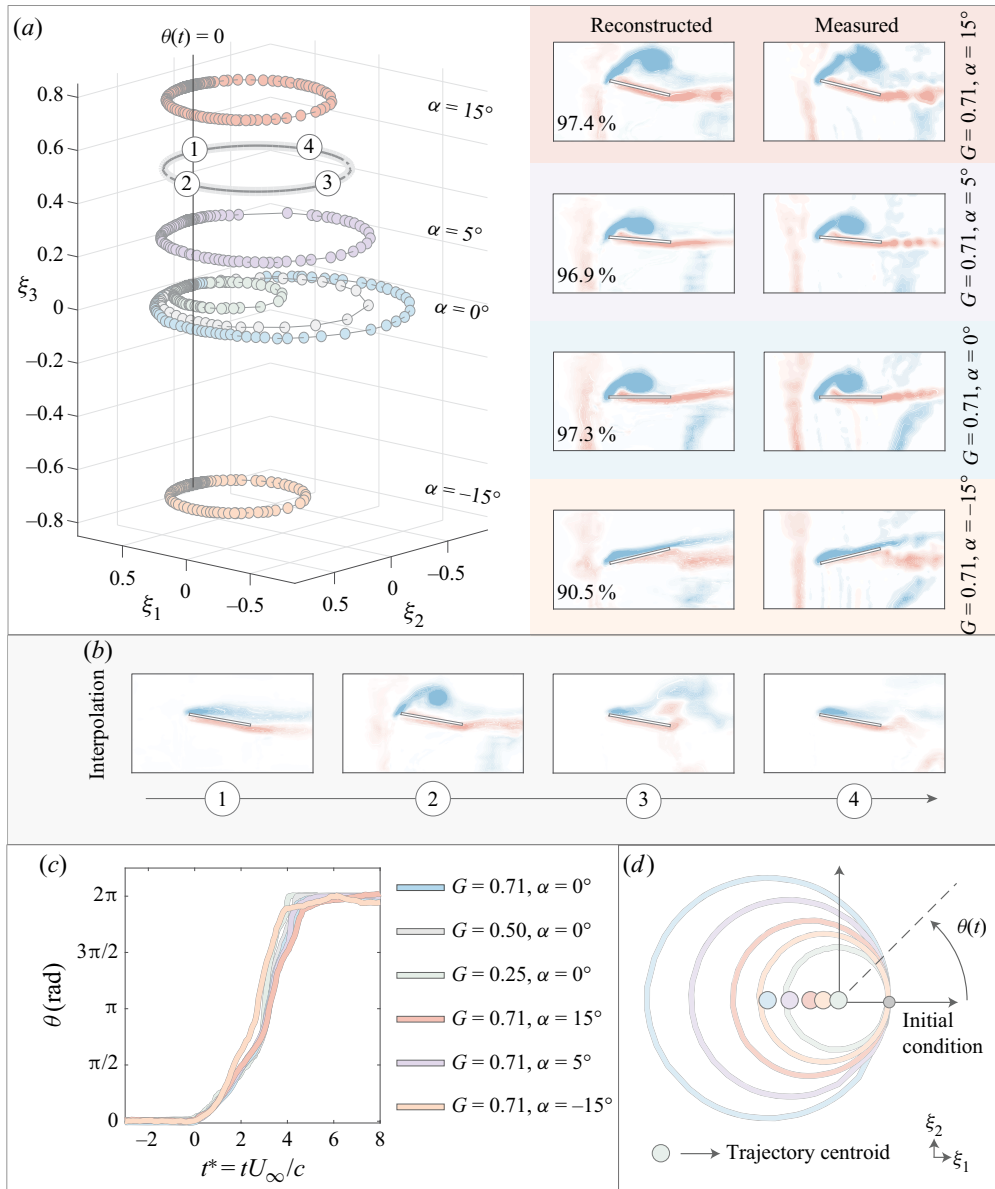 (a)
θ(t) = 0
0.8
0.6
0.4
0.2
0
−0.2
−0.4
−0.6
−0.8
ξ3
α = 15°
1
4
2
3
α = 5°
α = 0°
α = −15°
0.5
0
−0.5
ξ1
0.5
0
−0.5
ξ2
Reconstructed
Measured
97.4 %
G = 0.71, α = 15°
96.9 %
G = 0.71, α = 5°
97.3 %
G = 0.71, α = 0°
90.5 %
G = 0.71, α = −15°
(b)
Interpolation
1
2
3
4
(c)
2π
3π/2
π
π/2
0
θ (rad)
−2
0
2
4
6
8
t* = tU∞/c
G = 0.71, α = 0°
G = 0.50, α = 0°
G = 0.25, α = 0°
G = 0.71, α = 15°
G = 0.71, α = 5°
G = 0.71, α = −15°
(d)
θ(t)
Initial
condition
Trajectory centroid
ξ2
ξ1